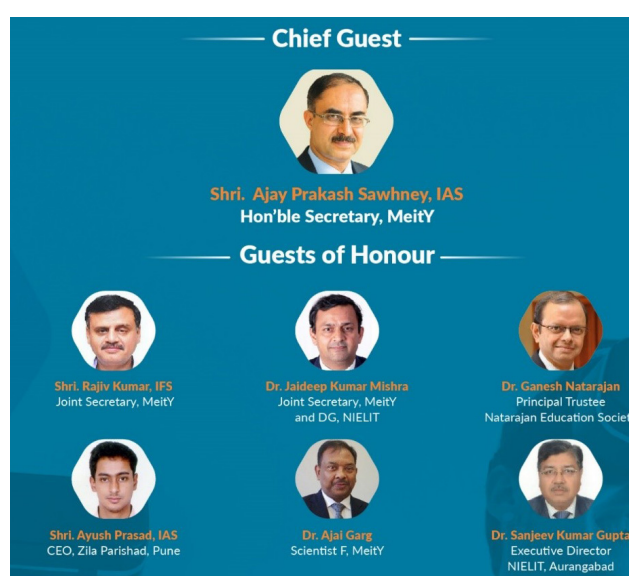 Chief Guest
Shri. Ajay Prakash Sawhney, IAS
Hon'ble Secretary, MeitY
Guests of Honour
Shri. Rajiv Kumar, IFS
Joint Secretary, MeitY
Dr. Jaideep Kumar Mishra
Joint Secretary, MeitY
and DG, NIELIT
Dr. Ganesh Natarajan
Principal Trustee
Natarajan Education Societ
Shri. Ayush Prasad, IAS
CEO, Zila Parishad, Pune
Dr. Ajai Garg
Scientist F, MeitY
Dr. Sanjeev Kumar Gupta
Executive Director
NIELIT, Aurangabad